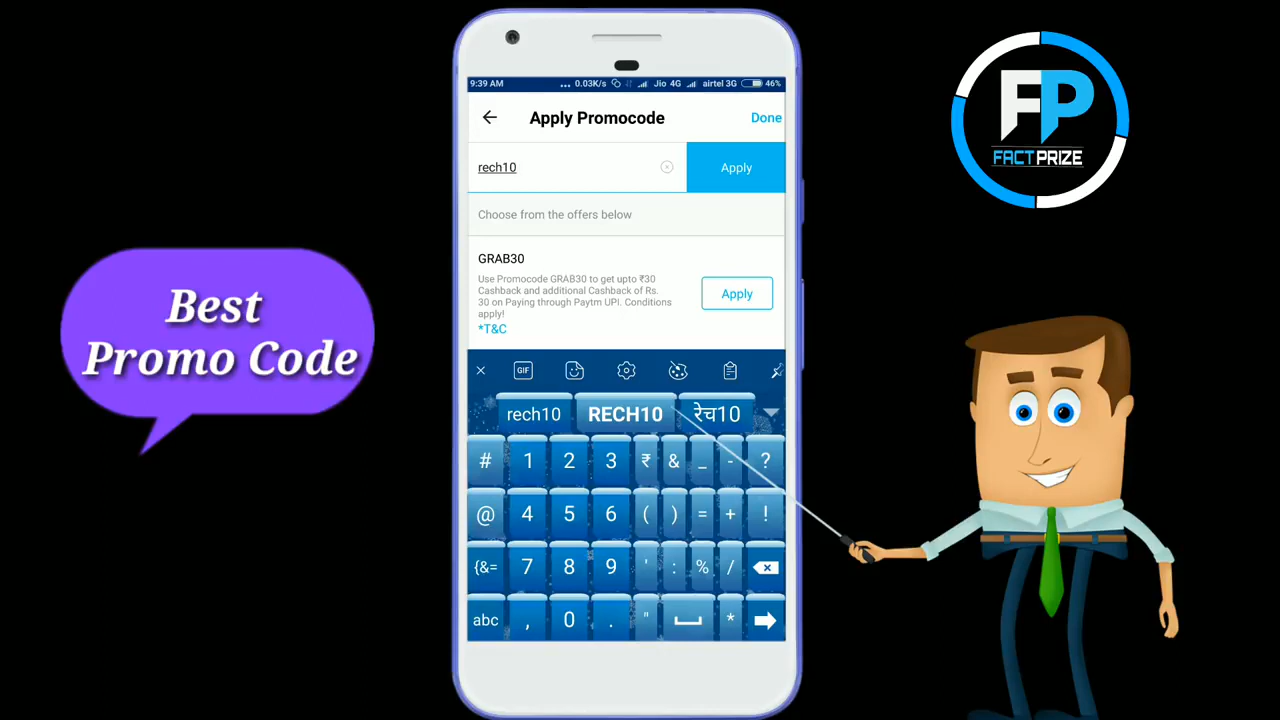 9:39 AM
... 0.03K/s Jio 4G airtel 3G 46%
Apply Promocode
Done
rech10
Apply
Choose from the offers below
GRAB30
Use Promocode GRAB30 to get upto ₹30
Cashback and additional Cashback of Rs.
30 on Paying through Paytm UPI. Conditions
apply!
*T&C
Apply
GIF
rech10 RECH10 रेच10
# 1 2 3 ₹ & _ - ?
@ 4 5 6 ( ) = + !
{&= 7 8 9 ' : % /
abc , 0 . " *
Best
Promo Code
FP
FACT PRIZE